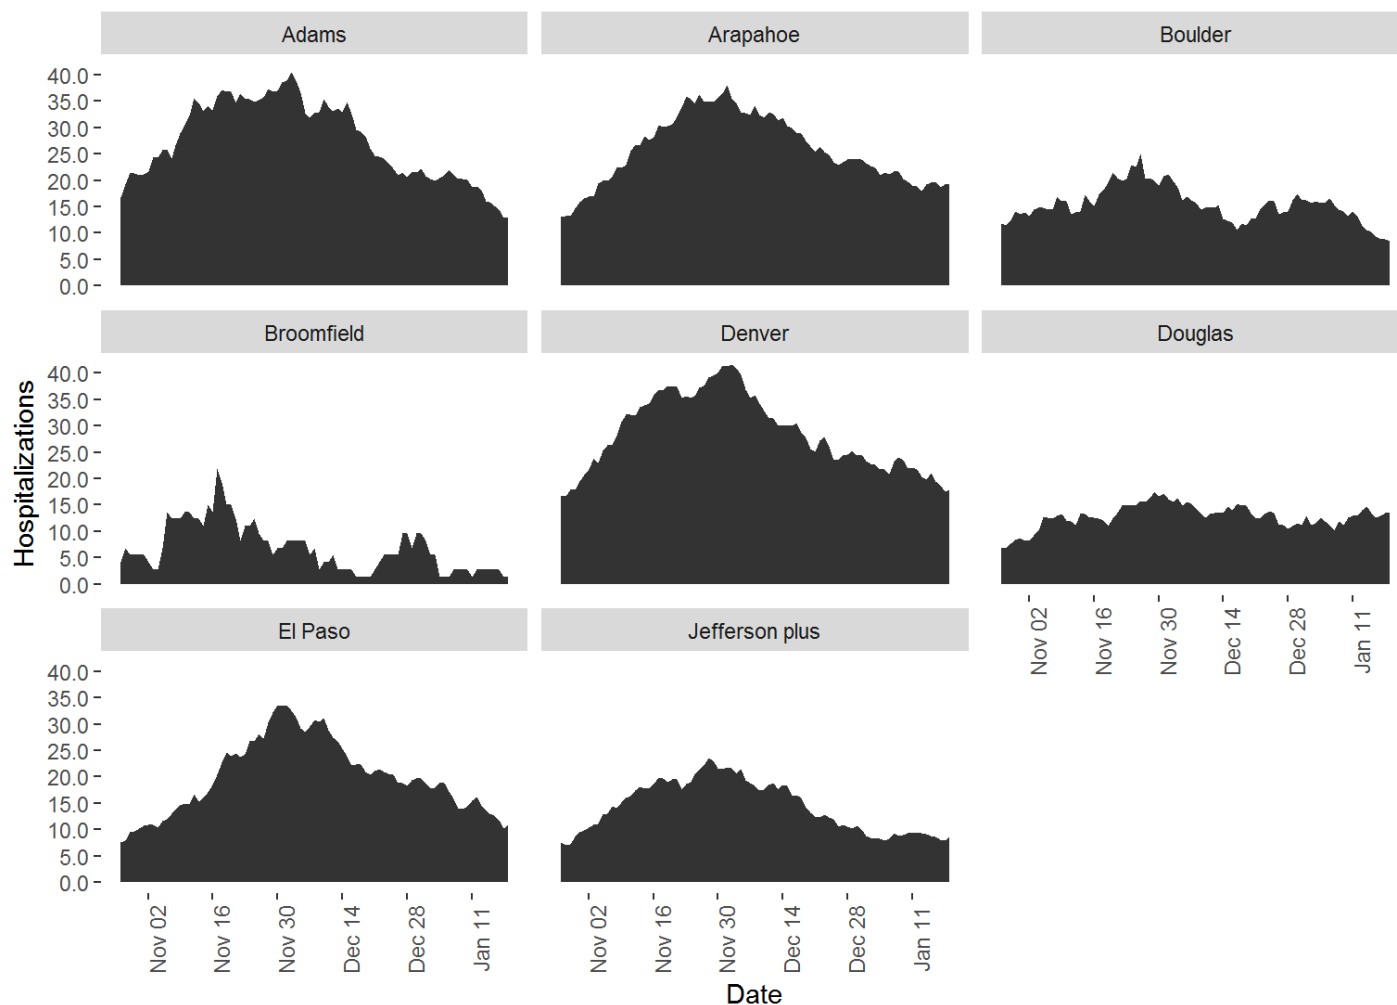 Adams
Arapahoe
Boulder
40.0
35.0
30.0
25.0
20.0
15.0
10.0
5.0
0.0
Broomfield
Denver
Douglas
40.0
35.0
30.0
25.0
20.0
15.0
10.0
5.0
0.0
Hospitalizations
Nov 02
Nov 16
Nov 30
Dec 14
Dec 28
Jan 11
El Paso
Jefferson plus
40.0
35.0
30.0
25.0
20.0
15.0
10.0
5.0
0.0
Nov 02
Nov 16
Nov 30
Dec 14
Dec 28
Jan 11
Nov 02
Nov 16
Nov 30
Dec 14
Dec 28
Jan 11
Date